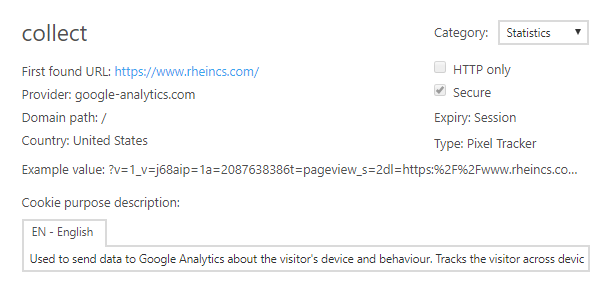 collect
Category: Statistics
First found URL: https://www.rheincs.com/
HTTP only
Provider: google-analytics.com
Secure
Domain path: /
Expiry: Session
Country: United States
Type: Pixel Tracker
Example value: ?v=1_v=j68aip=1a=2087638386t=pageview_s=2dl=https:%2F%2Fwww.rheincs.co...
Cookie purpose description:
EN - English
Used to send data to Google Analytics about the visitor's device and behaviour. Tracks the visitor across devic